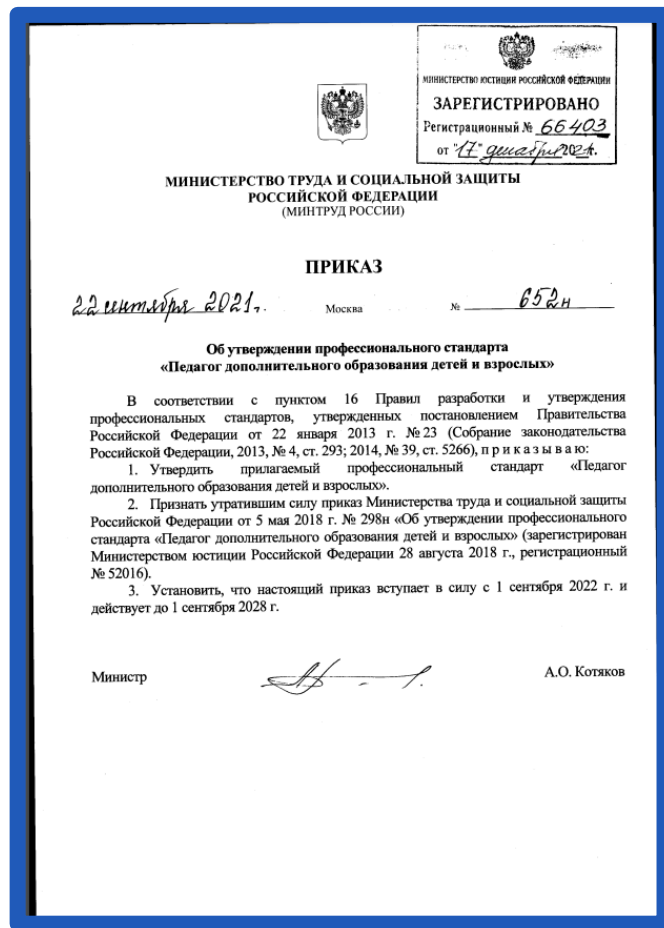 МИНИСТЕРСТВО ЮСТИЦИИ РОССИЙСКОЙ ФЕДЕРАЦИИ
ЗАРЕГИСТРИРОВАНО
Регистрационный № 66403
от "17" декабря 2021.
МИНИСТЕРСТВО ТРУДА И СОЦИАЛЬНОЙ ЗАЩИТЫ
РОССИЙСКОЙ ФЕДЕРАЦИИ
(МИНТРУД РОССИИ)
ПРИКАЗ
22 сентября 2021г. Москва № 652н
Об утверждении профессионального стандарта
«Педагог дополнительного образования детей и взрослых»
В соответствии с пунктом 16 Правил разработки и утверждения
профессиональных стандартов, утвержденных постановлением Правительства
Российской Федерации от 22 января 2013 г. № 23 (Собрание законодательства
Российской Федерации, 2013, № 4, ст. 293; 2014, № 39, ст. 5266), п р и к а з ы в а ю:
1. Утвердить прилагаемый профессиональный стандарт «Педагог
дополнительного образования детей и взрослых».
2. Признать утратившим силу приказ Министерства труда и социальной защиты
Российской Федерации от 5 мая 2018 г. № 298н «Об утверждении профессионального
стандарта «Педагог дополнительного образования детей и взрослых» (зарегистрирован
Министерством юстиции Российской Федерации 28 августа 2018 г., регистрационный
№ 52016).
3. Установить, что настоящий приказ вступает в силу с 1 сентября 2022 г. и
действует до 1 сентября 2028 г.
Министр А.О. Котяков